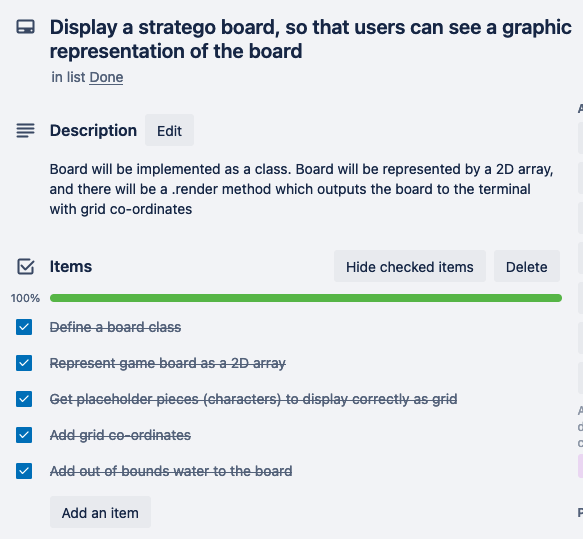 Display a stratego board, so that users can see a graphic
representation of the board
in list Done
Description Edit
Board will be implemented as a class. Board will be represented by a 2D array,
and there will be a .render method which outputs the board to the terminal
with grid co-ordinates
Items Hide checked items Delete
100%
Define a board class
Represent game board as a 2D array
Get placeholder pieces (characters) to display correctly as grid
Add grid co-ordinates
Add out of bounds water to the board
Add an item